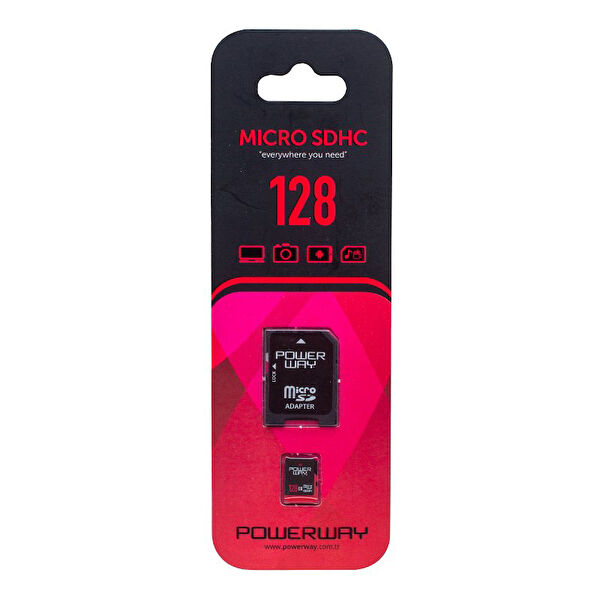 MICRO SDHC
"everywhere you need"
128
POWER
WAY
LOCK
Micro
SD
ADAPTER
POWER
WAY
128
POWERWAY
www.powerway.com.tr